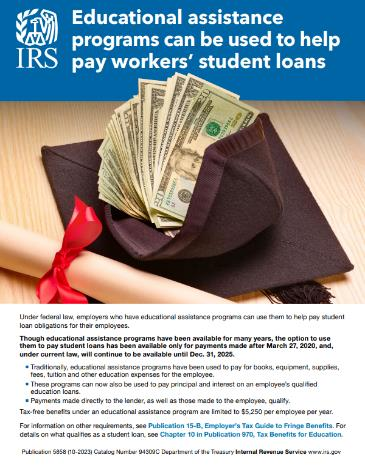 Educational assistance
programs can be used to help
pay workers' student loans
IRS
Under federal law, employers who have educational assistance programs can use them to help pay student
loan obligations for their employees.
Though educational assistance programs have been available for many years, the option to use
them to pay student loans has been available only for payments made after March 27, 2020, and,
under current law, will continue to be available until Dec. 31, 2025.
• Traditionally, educational assistance programs have been used to pay for books, equipment, supplies,
fees, tuition and other education expenses for the employee.
• These programs can now also be used to pay principal and interest on an employee's qualified
education loans.
• Payments made directly to the lender, as well as those made to the employee, qualify.
Tax-free benefits under an educational assistance program are limited to $5,250 per employee per year.
For information on other requirements, see Publication 15-B, Employer's Tax Guide to Fringe Benefits. For
details on what qualifies as a student loan, see Chapter 10 in Publication 970, Tax Benefits for Education.
Publication 5858 (10-2023) Catalog Number 94309C Department of the Treasury Internal Revenue Service www.irs.gov